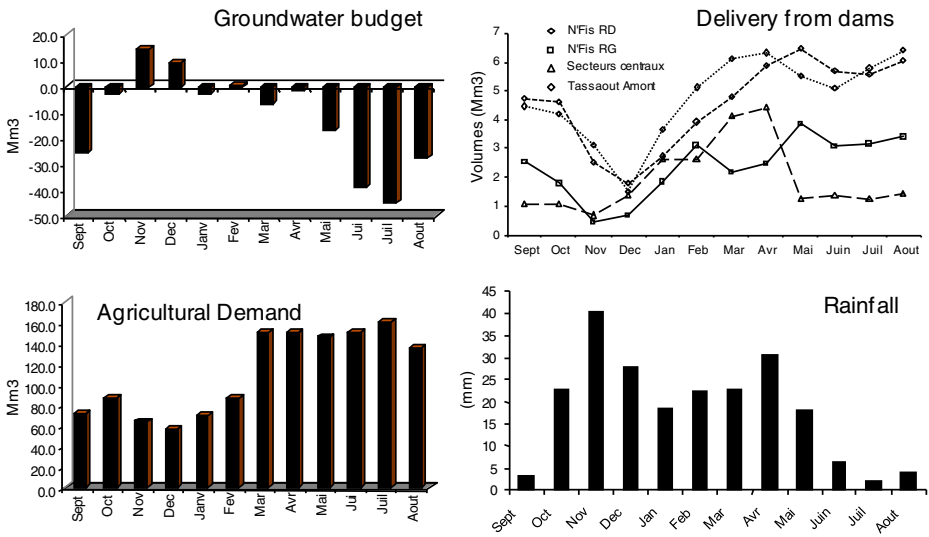 Groundwater budget
20.0
10.0
0.0
-10.0
-20.0
-30.0
-40.0
-50.0
Mm3
Sept Oct Nov Dec Janv Fev Mar Avr Mai Jui Juil Aout
Delivery from dams
N'Fis RD
N'Fis RG
Secteurs centraux
Tassaout Amont
7
6
5
4
3
2
1
0
Volumes (Mm3)
Sept Oct Nov Dec Jan Feb Mar Avr Mai Juin Juil Aout
Agricultural Demand
180.0
160.0
140.0
120.0
100.0
80.0
60.0
40.0
20.0
0.0
Mm3
Sept Oct Nov Dec Janv Fev Mar Avr Mai Jui Juil Aout
Rainfall
45
40
35
30
25
20
15
10
5
0
(mm)
Sept Oct Nov Dec Jan Feb Mar Avr Mai Juin Juil Aout